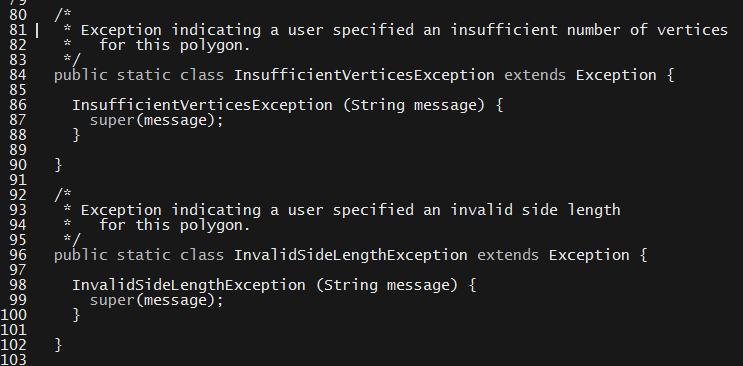 79
80   /*
81 |  * Exception indicating a user specified an insufficient number of vertices
82    *   for this polygon.
83    */
84   public static class InsufficientVerticesException extends Exception {
85
86     InsufficientVerticesException (String message) {
87       super(message);
88     }
89
90   }
91
92   /*
93    * Exception indicating a user specified an invalid side length
94    *   for this polygon.
95    */
96   public static class InvalidSideLengthException extends Exception {
97
98     InvalidSideLengthException (String message) {
99       super(message);
100     }
101
102   }
103